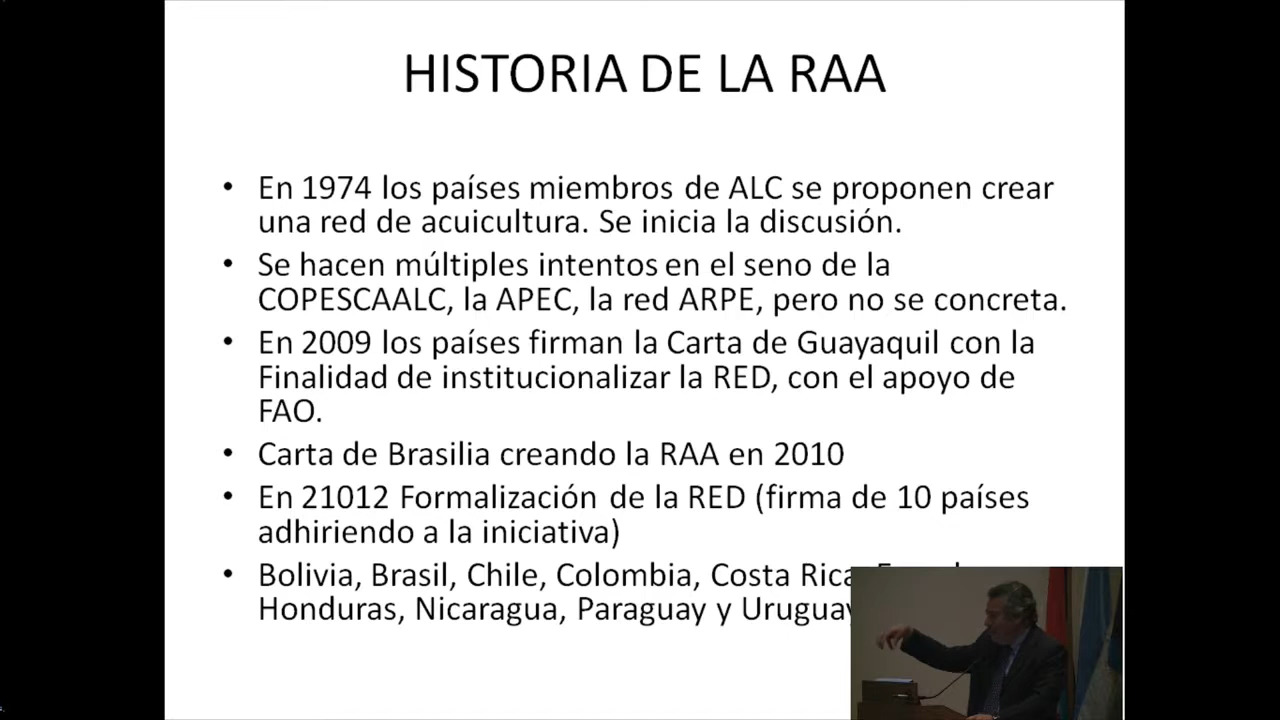 HISTORIA DE LA RAA
• En 1974 los países miembros de ALC se proponen crear
una red de acuicultura. Se inicia la discusión.
• Se hacen múltiples intentos en el seno de la
COPESCAALC, la APEC, la red ARPE, pero no se concreta.
• En 2009 los países firman la Carta de Guayaquil con la
Finalidad de institucionalizar la RED, con el apoyo de
FAO.
• Carta de Brasilia creando la RAA en 2010
• En 21012 Formalización de la RED (firma de 10 países
adhiriendo a la iniciativa)
• Bolivia, Brasil, Chile, Colombia, Costa Rica
Honduras, Nicaragua, Paraguay y Uruguay